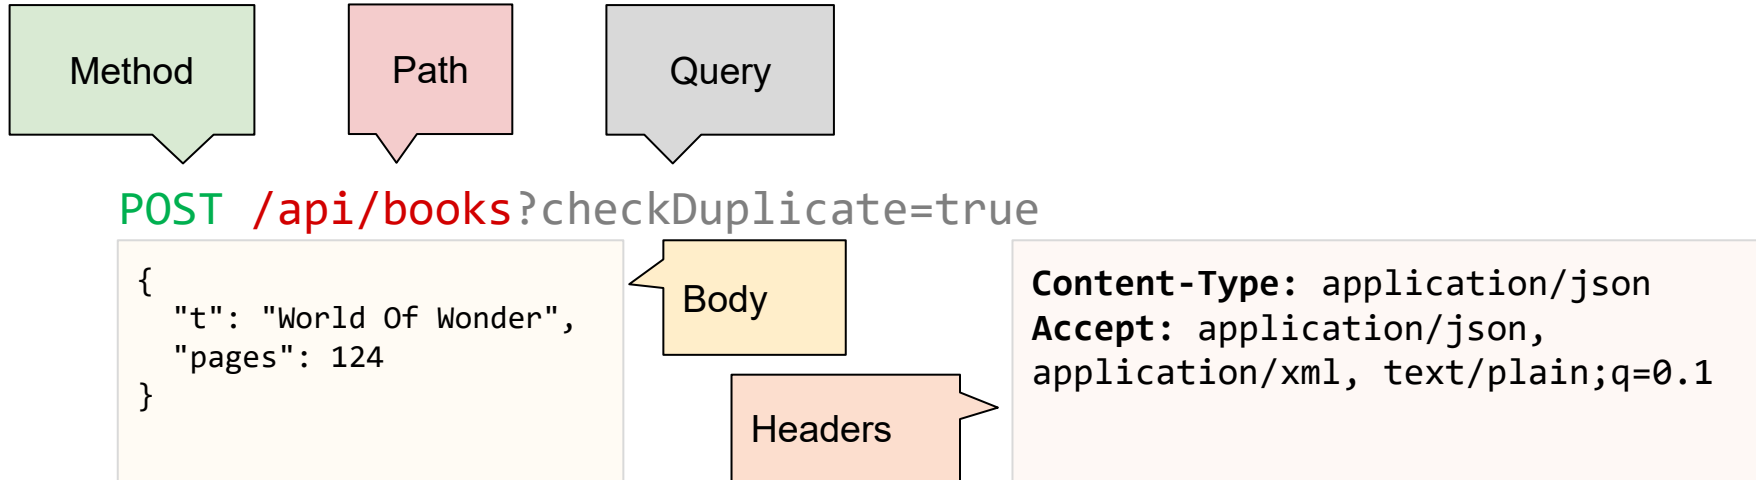 Method
Path
Query
POST /api/books?checkDuplicate=true
{
"t": "World Of Wonder",
"pages": 124
}
Body
Headers
Content-Type: application/json
Accept: application/json,
application/xml, text/plain;q=0.1